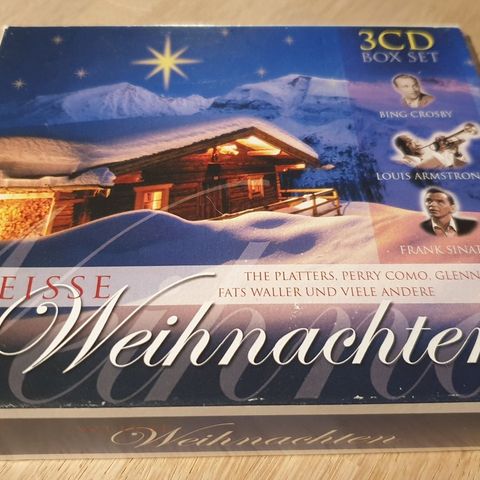 3CD
BOX SET
BING CROSBY
LOUIS ARMSTRON
FRANK SINAT
EISSE
THE PLATTERS, PERRY COMO, GLENN
FATS WALLER UND VIELE ANDERE
Weihnachten
Weihnachten